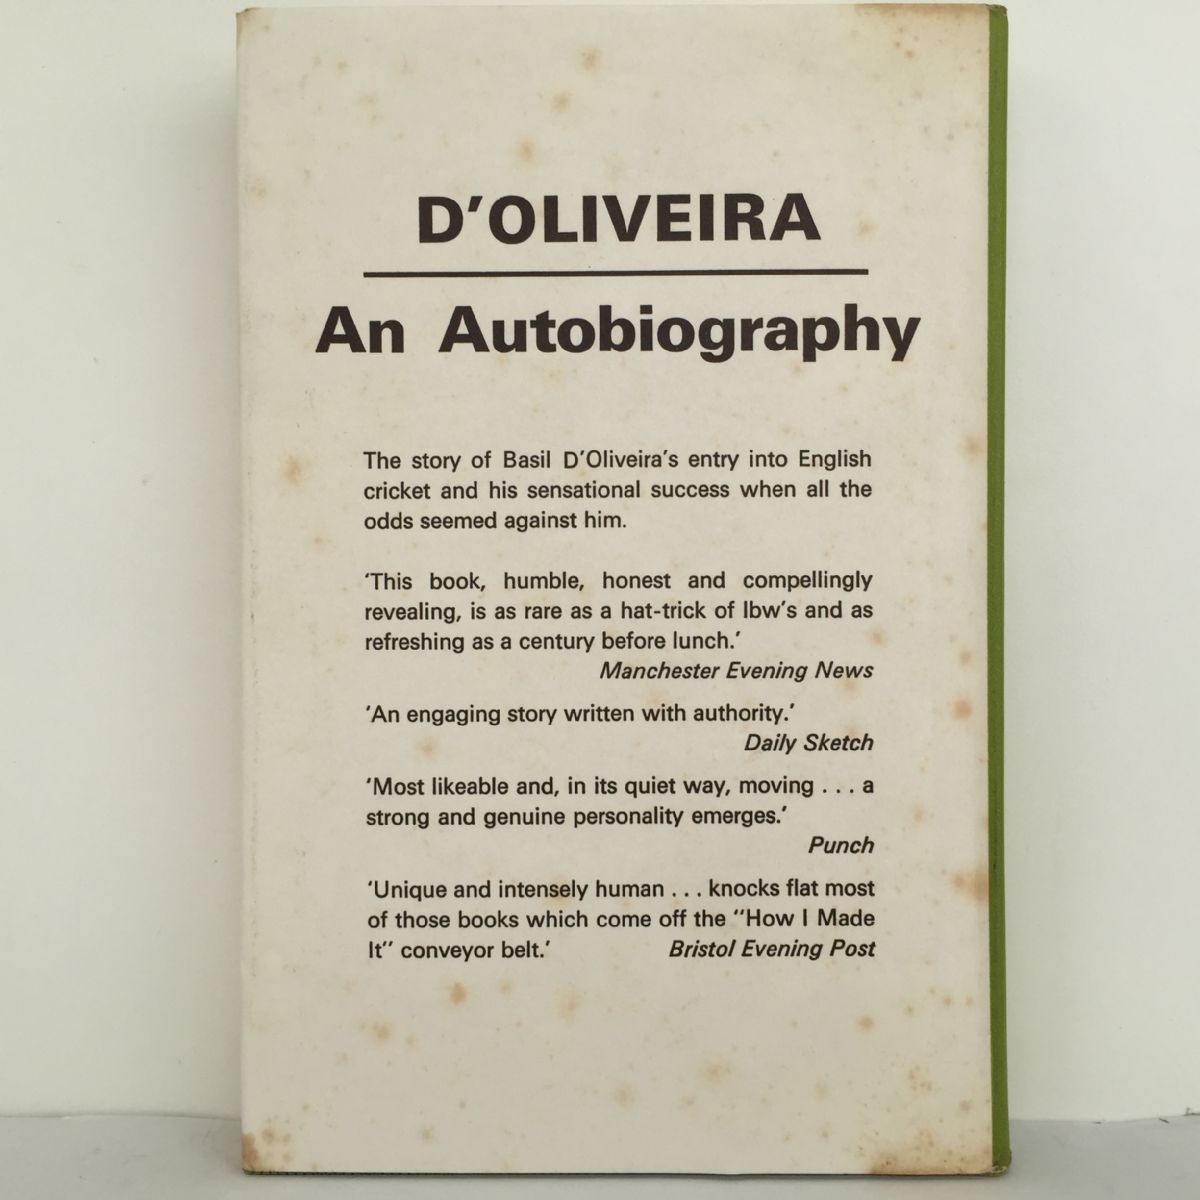 D'OLIVEIRA
An Autobiography
The story of Basil D'Oliveira's entry into English
cricket and his sensational success when all the
odds seemed against him.
‘This book, humble, honest and compellingly
revealing, is as rare as a hat-trick of lbw's and as
refreshing as a century before lunch.’
Manchester Evening News
‘An engaging story written with authority.’
Daily Sketch
‘Most likeable and, in its quiet way, moving . . . a
strong and genuine personality emerges.’
Punch
‘Unique and intensely human . . . knocks flat most
of those books which come off the “How I Made
It” conveyor belt.’ Bristol Evening Post